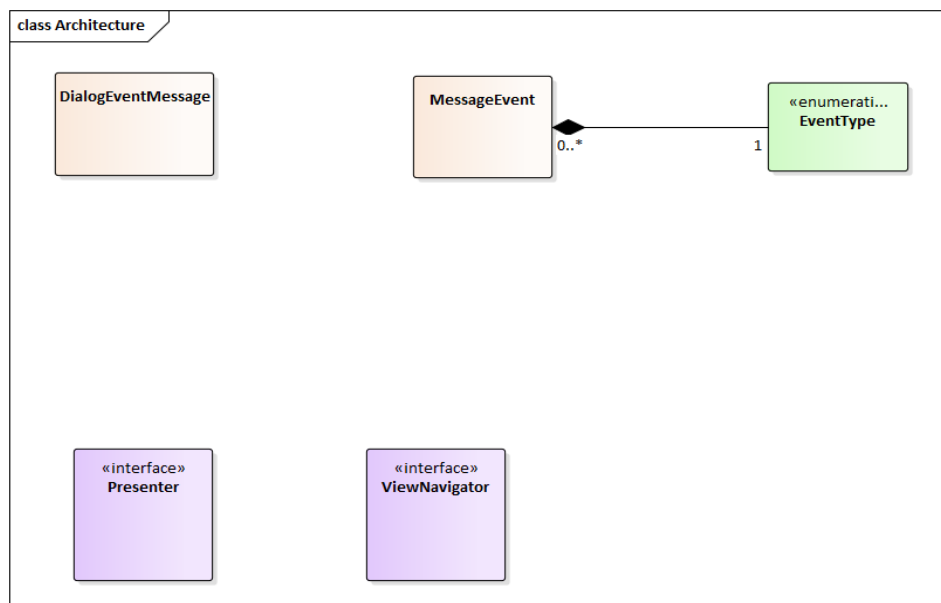 class Architecture
DialogEventMessage
MessageEvent
«enumerati...
EventType
0..*
1
«interface»
Presenter
«interface»
ViewNavigator